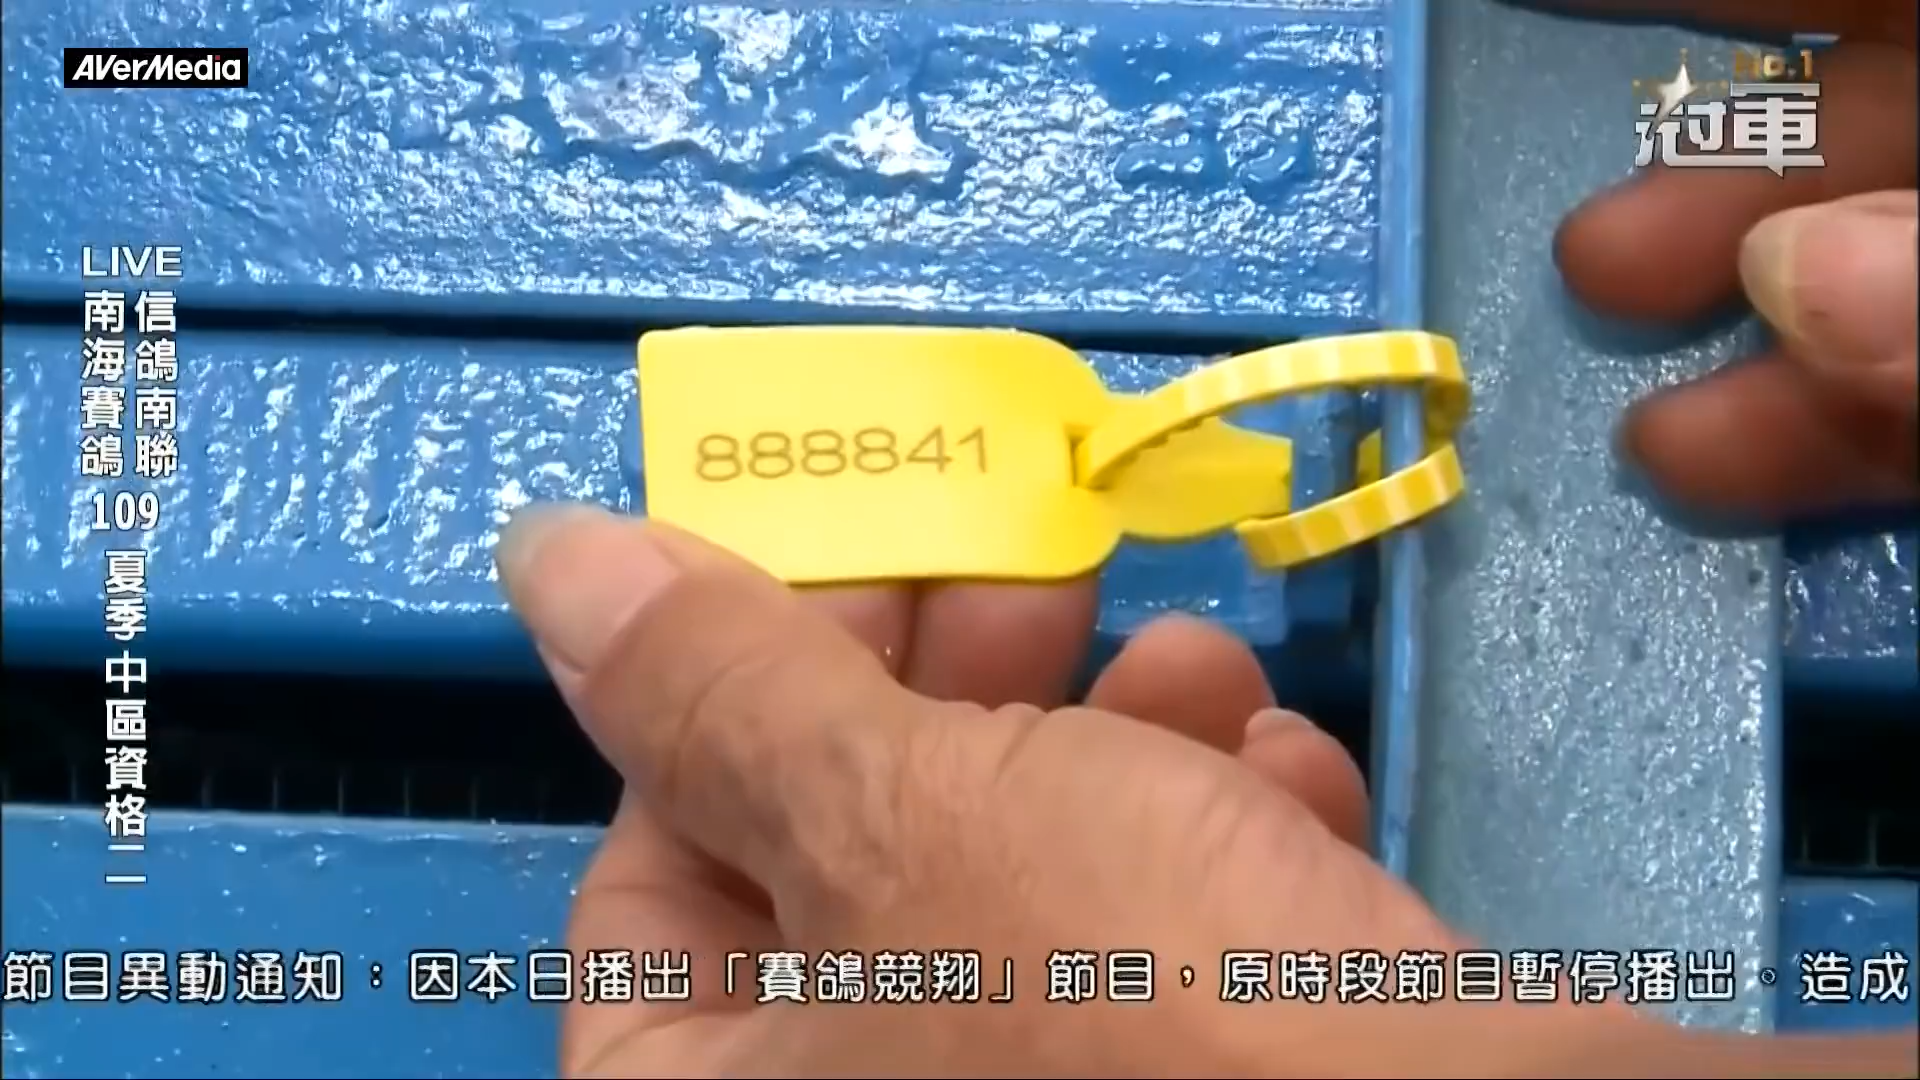 AVerMedia
No.1
冠軍
LIVE
信鴿南聯
南海賽鴿
109
夏季中區資格二
888841
節目異動通知：因本日播出「賽鴿競翔」節目，原時段節目暫停播出。造成